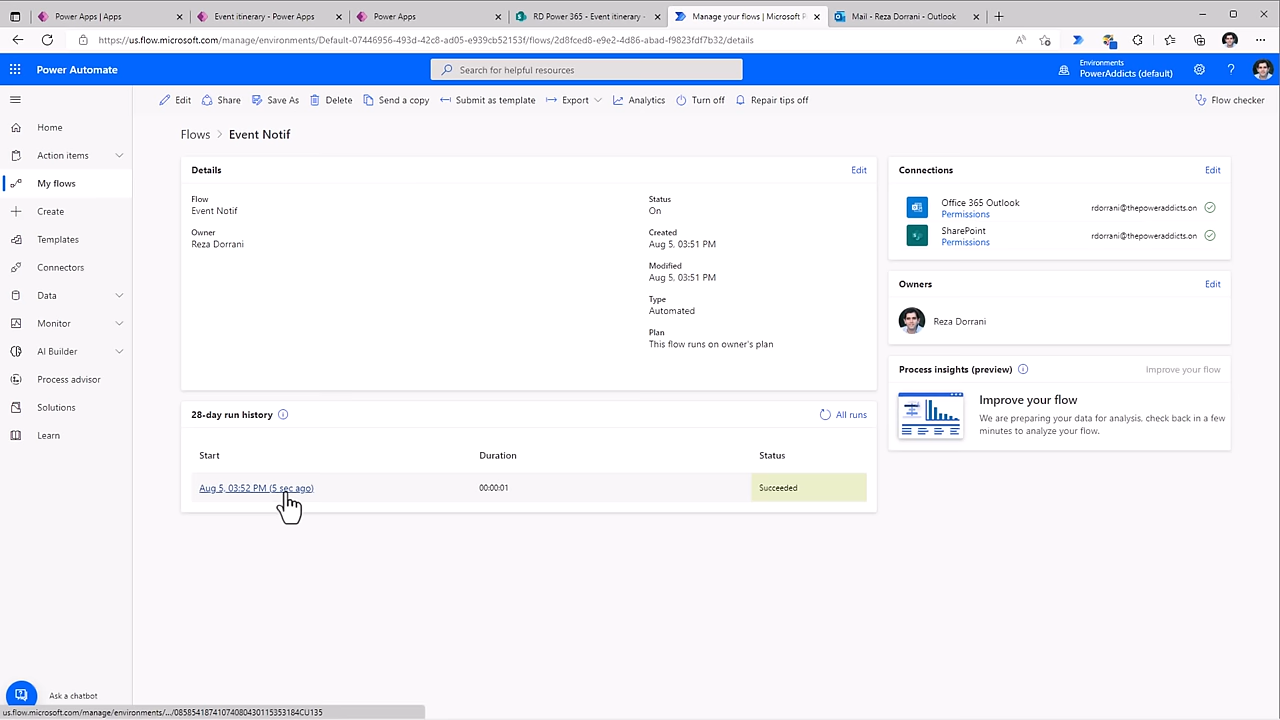 Power Apps | Apps
Event itinerary - Power Apps
Power Apps
RD Power 365 - Event itinerary -
Manage your flows | Microsoft P
Mail - Reza Dorrani - Outlook
https://us.flow.microsoft.com/manage/environments/Default-07446956-493d-42c8-ad05-e939cb52153f/flows/2d8fced8-e9e2-4d86-abad-f9823fdf7b32/details
Power Automate
Search for helpful resources
Environments
PowerAddicts (default)
Edit
Share
Save As
Delete
Send a copy
Submit as template
Export
Analytics
Turn off
Repair tips off
Flow checker
Home
Action items
My flows
Create
Templates
Connectors
Data
Monitor
AI Builder
Process advisor
Solutions
Learn
Ask a chatbot
Flows > Event Notif
Details
Edit
Flow
Event Notif
Owner
Reza Dorrani
Status
On
Created
Aug 5, 03:51 PM
Modified
Aug 5, 03:51 PM
Type
Automated
Plan
This flow runs on owner's plan
28-day run history
All runs
Start Duration Status
Aug 5, 03:52 PM (5 sec ago) 00:00:01 Succeeded
Connections
Edit
Office 365 Outlook
Permissions
rdorrani@thepoweraddicts.on
SharePoint
Permissions
rdorrani@thepoweraddicts.on
Owners
Edit
Reza Dorrani
Process insights (preview)
Improve your flow
Improve your flow
We are preparing your data for analysis. check back in a few
minutes to analyze your flow.
us.flow.microsoft.com/manage/environments/.../08585418741074080430115353184CU135